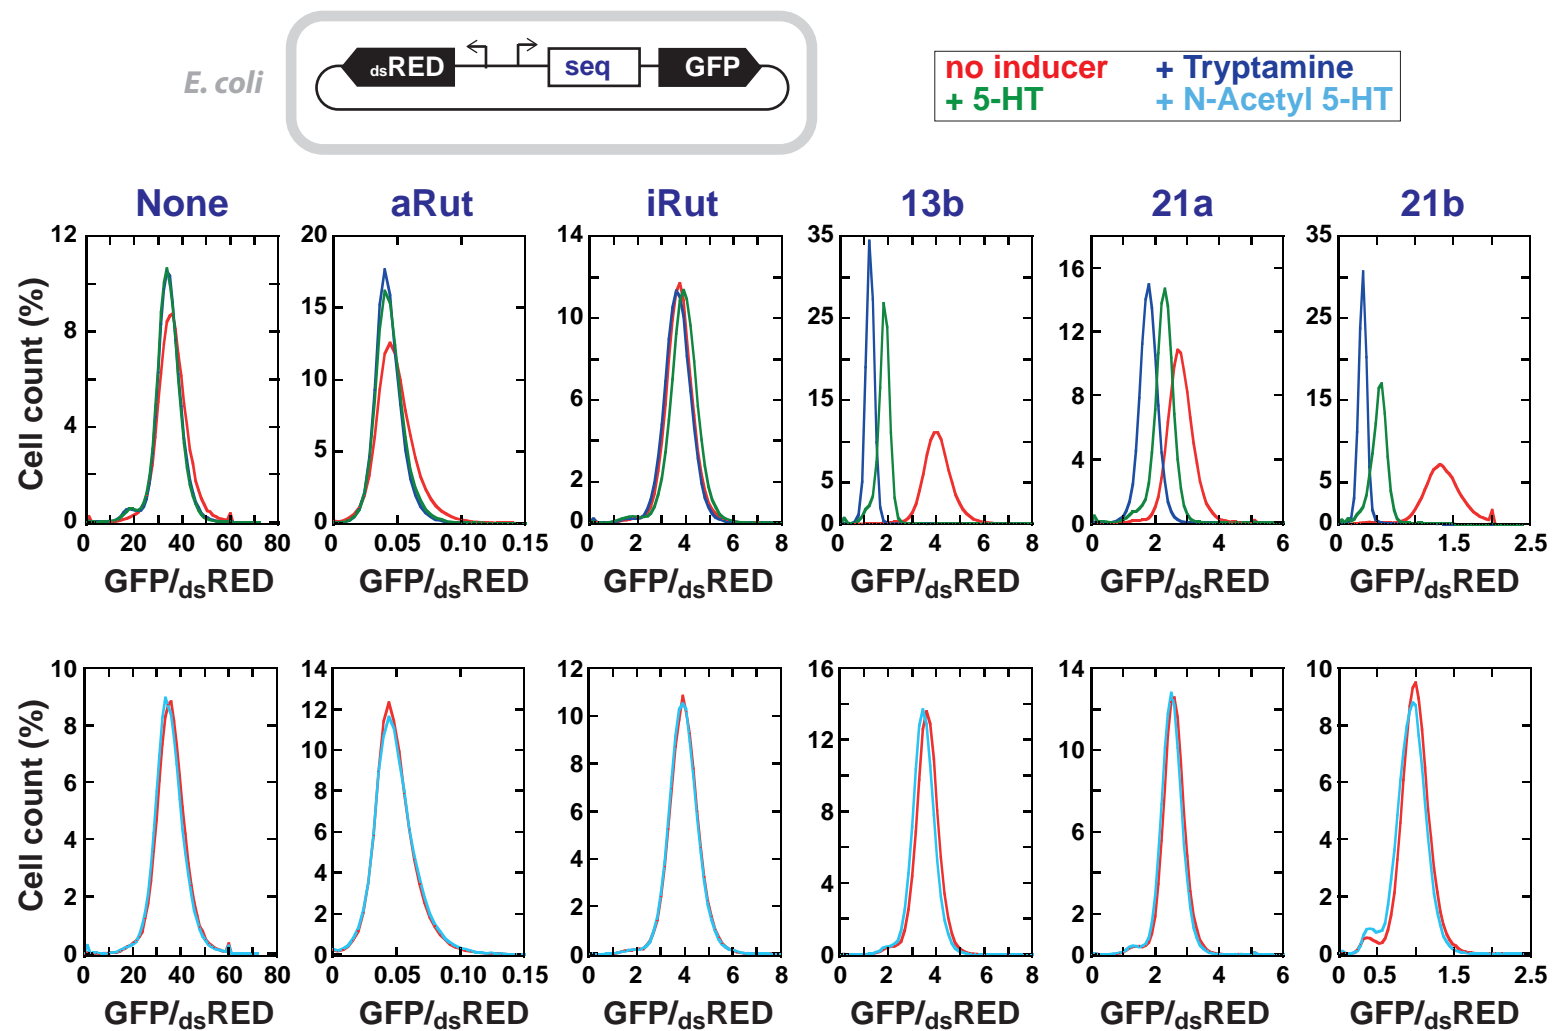 E. coli
dsRED seq GFP
no inducer + Tryptamine
+ 5-HT + N-Acetyl 5-HT
None aRut iRut 13b 21a 21b
Cell count (%)
12
8
4
0
0 20 40 60 80
GFP/dsRED
20
15
10
5
0
0 0.05 0.10 0.15
GFP/dsRED
14
10
6
2
0
0 2 4 6 8
GFP/dsRED
35
25
15
5
0
0 2 4 6 8
GFP/dsRED
16
12
8
4
0
0 2 4 6
GFP/dsRED
35
25
15
5
0
0 0.5 1.0 1.5 2.5
GFP/dsRED
Cell count (%)
10
8
6
4
2
0
0 20 40 60 80
GFP/dsRED
14
12
10
8
6
4
2
0
0 0.05 0.10 0.15
GFP/dsRED
12
10
8
6
4
2
0
0 2 4 6 8
GFP/dsRED
16
12
8
4
0
0 2 4 6 8
GFP/dsRED
14
10
6
2
0
0 2 4 6
GFP/dsRED
10
8
6
4
2
0
0 0.5 1.5 2.5
GFP/dsRED